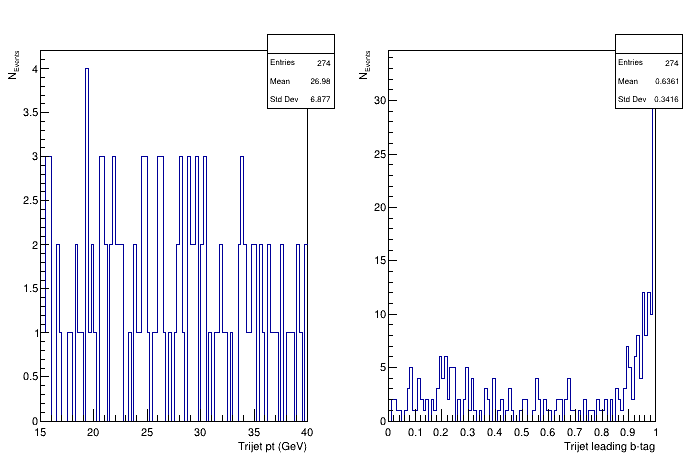 N_Events
Entries 274
Mean 26.98
Std Dev 6.877
4
3.5
3
2.5
2
1.5
1
0.5
0
15 20 25 30 35 40
Trijet pt (GeV)
N_Events
Entries 274
Mean 0.6361
Std Dev 0.3416
30
25
20
15
10
5
0
0 0.1 0.2 0.3 0.4 0.5 0.6 0.7 0.8 0.9 1
Trijet leading b-tag